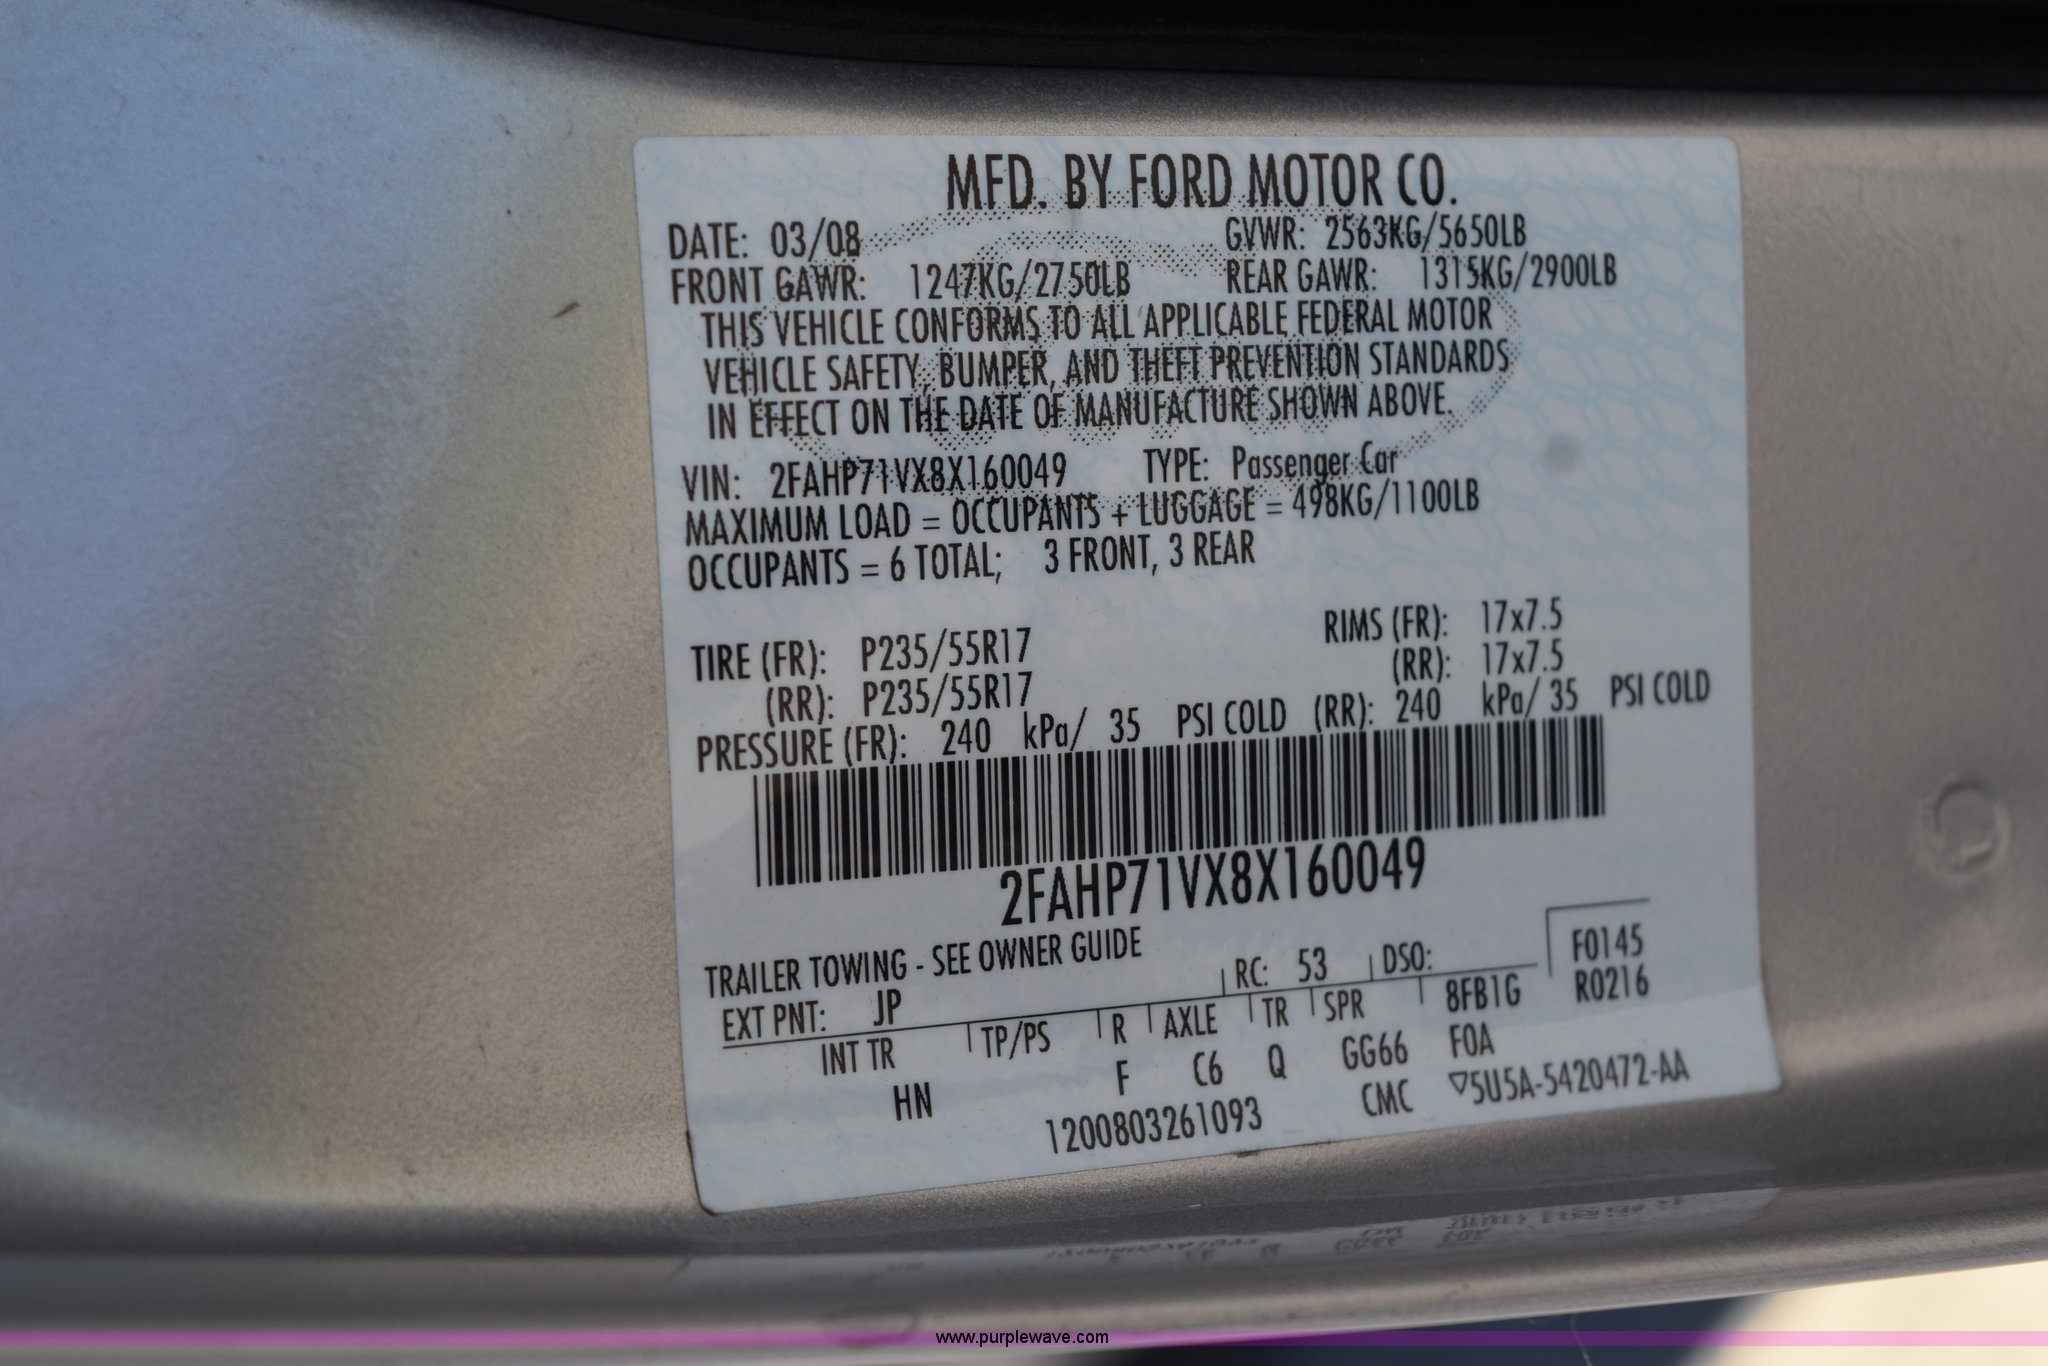 MFD. BY FORD MOTOR CO.
DATE: 03/08 GVWR: 2563KG/5650LB
FRONT GAWR: 1247KG/2750LB REAR GAWR: 1315KG/2900LB
THIS VEHICLE CONFORMS TO ALL APPLICABLE FEDERAL MOTOR
VEHICLE SAFETY, BUMPER, AND THEFT PREVENTION STANDARDS
IN EFFECT ON THE DATE OF MANUFACTURE SHOWN ABOVE.
VIN: 2FAHP71VX8X160049 TYPE: Passenger Car
MAXIMUM LOAD = OCCUPANTS + LUGGAGE = 498KG/1100LB
OCCUPANTS = 6 TOTAL; 3 FRONT, 3 REAR
TIRE (FR): P235/55R17 RIMS (FR): 17x7.5
(RR): P235/55R17 (RR): 17x7.5
PRESSURE (FR): 240 kPa/ 35 PSI COLD (RR): 240 kPa/ 35 PSI COLD
2FAHP71VX8X160049
TRAILER TOWING - SEE OWNER GUIDE
EXT PNT: JP RC: 53 DSO: F0145
INT TR TP/PS R AXLE TR SPR 8FB1G R0216
HN F C6 Q GG66 F0A
1200803261093 CMC ▽5U5A-5420472-AA
www.purplewave.com